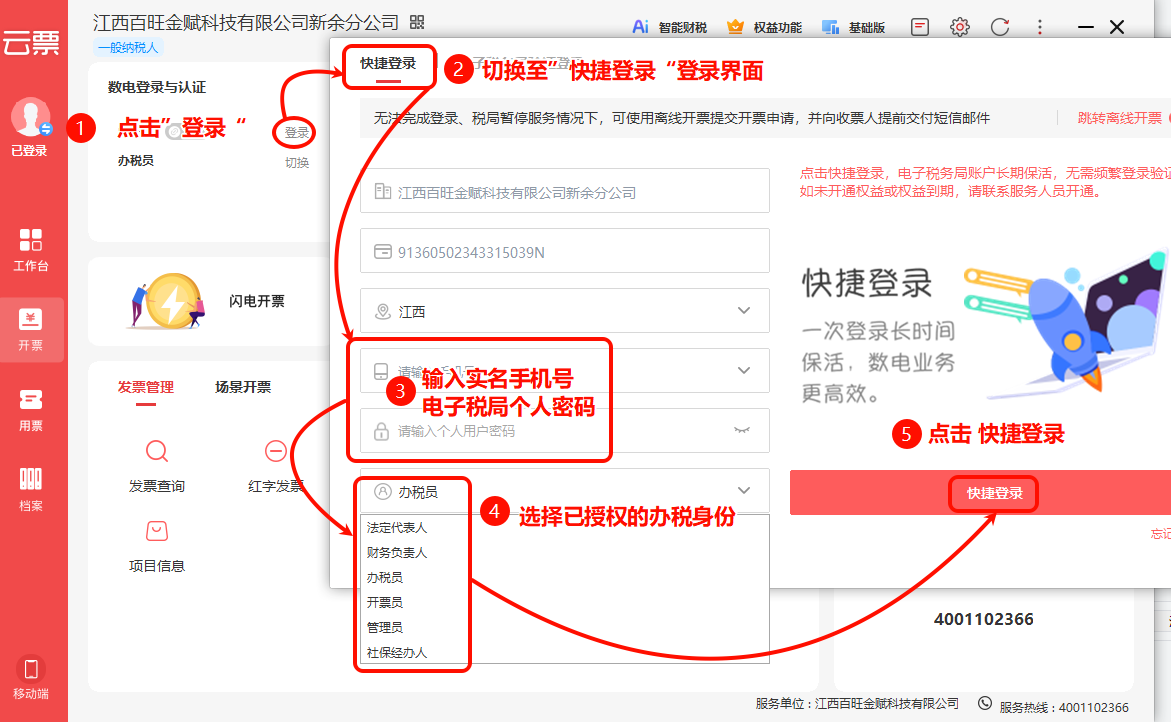 江西百旺金赋科技有限公司新余分公司
一般纳税人
Ai 智能财税
权益功能
基础版
云票
已登录
工作台
开票
用票
档案
移动端
数电登录与认证
1 点击”登录“
登录
办税员
切换
闪电开票
发票管理
场景开票
发票查询
红字发票
项目信息
快捷登录
2 切换至”快捷登录“登录界面
无法完成登录、税局暂停服务情况下，可使用离线开票提交开票申请，并向收票人提前交付短信邮件
跳转离线开票
江西百旺金赋科技有限公司新余分公司
91360502343315039N
江西
3 输入实名手机号
电子税局个人密码
请输入个人用户密码
办税员
4 选择已授权的办税身份
法定代表人
财务负责人
办税员
开票员
管理员
社保经办人
点击快捷登录，电子税务局账户长期保活，无需频繁登录验证
如未开通权益或权益到期，请联系服务人员开通。
快捷登录
一次登录长时间
保活，数电业务
更高效。
5 点击 快捷登录
快捷登录
忘记
4001102366
服务单位：江西百旺金赋科技有限公司
服务热线：4001102366